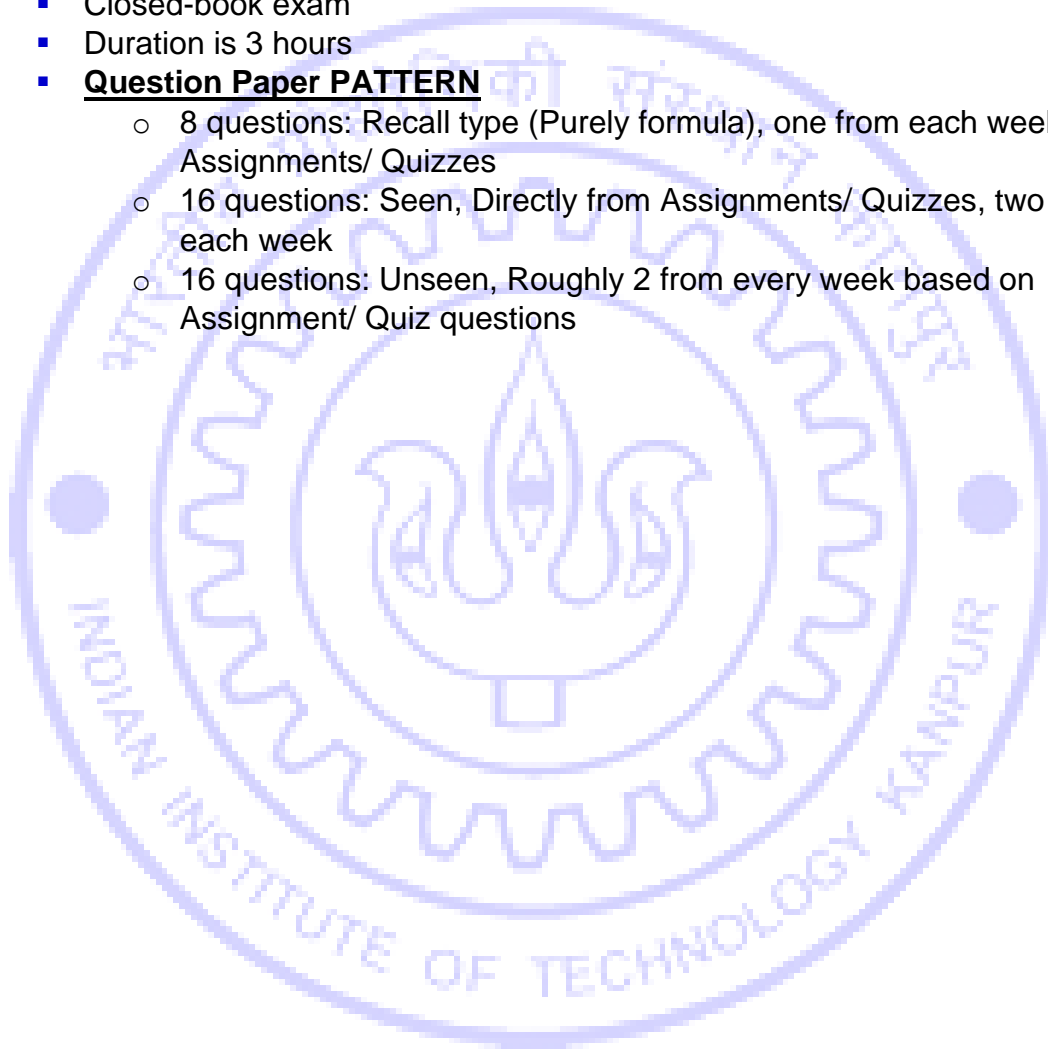 Closed-book exam
Duration is 3 hours
Question Paper PATTERN
8 questions: Recall type (Purely formula), one from each week
Assignments/ Quizzes
16 questions: Seen, Directly from Assignments/ Quizzes, two
each week
16 questions: Unseen, Roughly 2 from every week based on
Assignment/ Quiz questions
INDIAN INSTITUTE OF TECHNOLOGY KANPUR